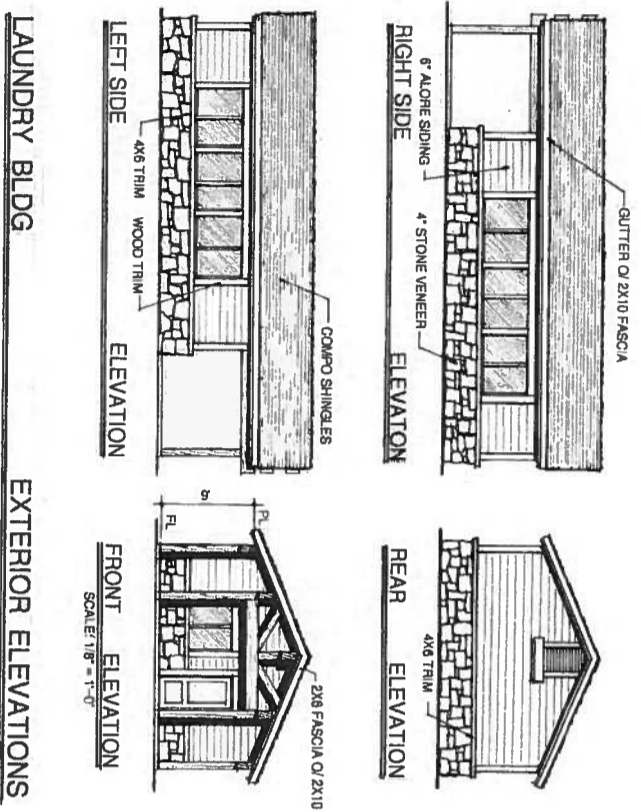 GUTTER O/ 2X10 FASCIA
6" ALORE SIDING
4" STONE VENEER
RIGHT SIDE ELEVATON
4X6 TRIM
REAR ELEVATION
COMPO SHINGLES
4X6 TRIM
WOOD TRIM
LEFT SIDE ELEVATION
2X8 FASCIA O/ 2X10
PL
9'
FL
FRONT ELEVATION
SCALE: 1/8" = 1'-0"
LAUNDRY BLDG EXTERIOR ELEVATIONS